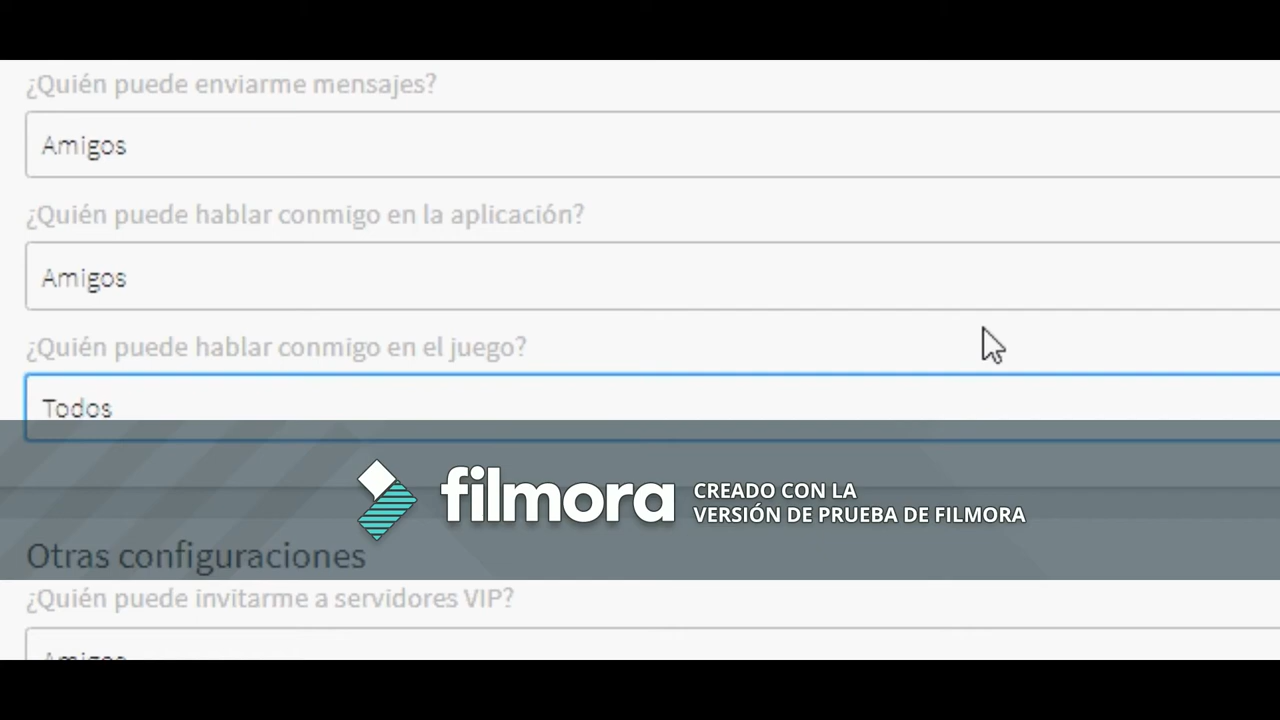 ¿Quién puede enviarme mensajes?
Amigos
¿Quién puede hablar conmigo en la aplicación?
Amigos
¿Quién puede hablar conmigo en el juego?
Todos
filmora
CREADO CON LA
VERSIÓN DE PRUEBA DE FILMORA
Otras configuraciones
¿Quién puede invitarme a servidores VIP?
Amigos